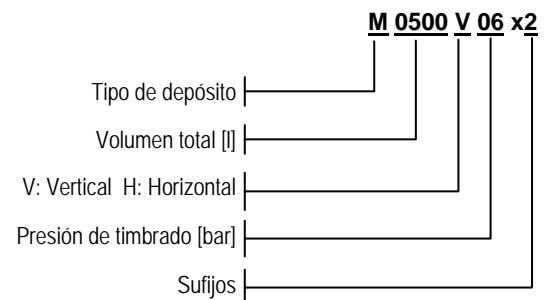 M 0500 V 06 x2
Tipo de depósito
Volumen total [l]
V: Vertical H: Horizontal
Presión de timbrado [bar]
Sufijos